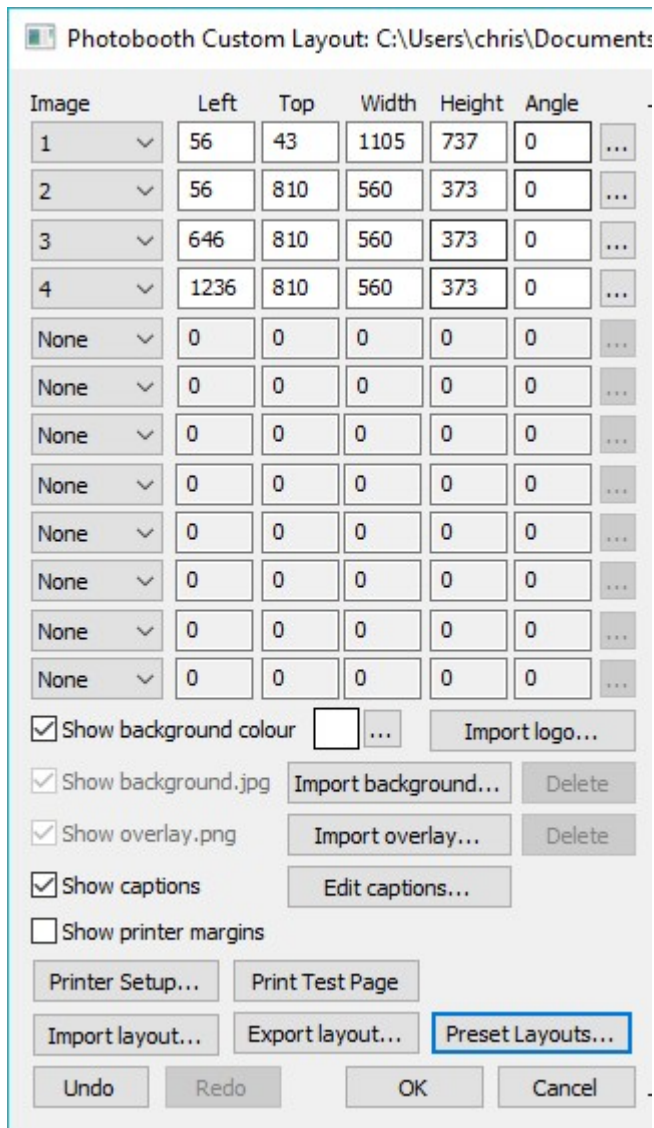 Photobooth Custom Layout: C:\Users\chris\Documents
Image Left Top Width Height Angle
1 56 43 1105 737 0 ...
2 56 810 560 373 0 ...
3 646 810 560 373 0 ...
4 1236 810 560 373 0 ...
None 0 0 0 0 0 ...
None 0 0 0 0 0 ...
None 0 0 0 0 0 ...
None 0 0 0 0 0 ...
None 0 0 0 0 0 ...
None 0 0 0 0 0 ...
None 0 0 0 0 0 ...
None 0 0 0 0 0 ...
Show background colour ... Import logo...
Show background.jpg Import background... Delete
Show overlay.png Import overlay... Delete
Show captions Edit captions...
Show printer margins
Printer Setup... Print Test Page
Import layout... Export layout... Preset Layouts...
Undo Redo OK Cancel